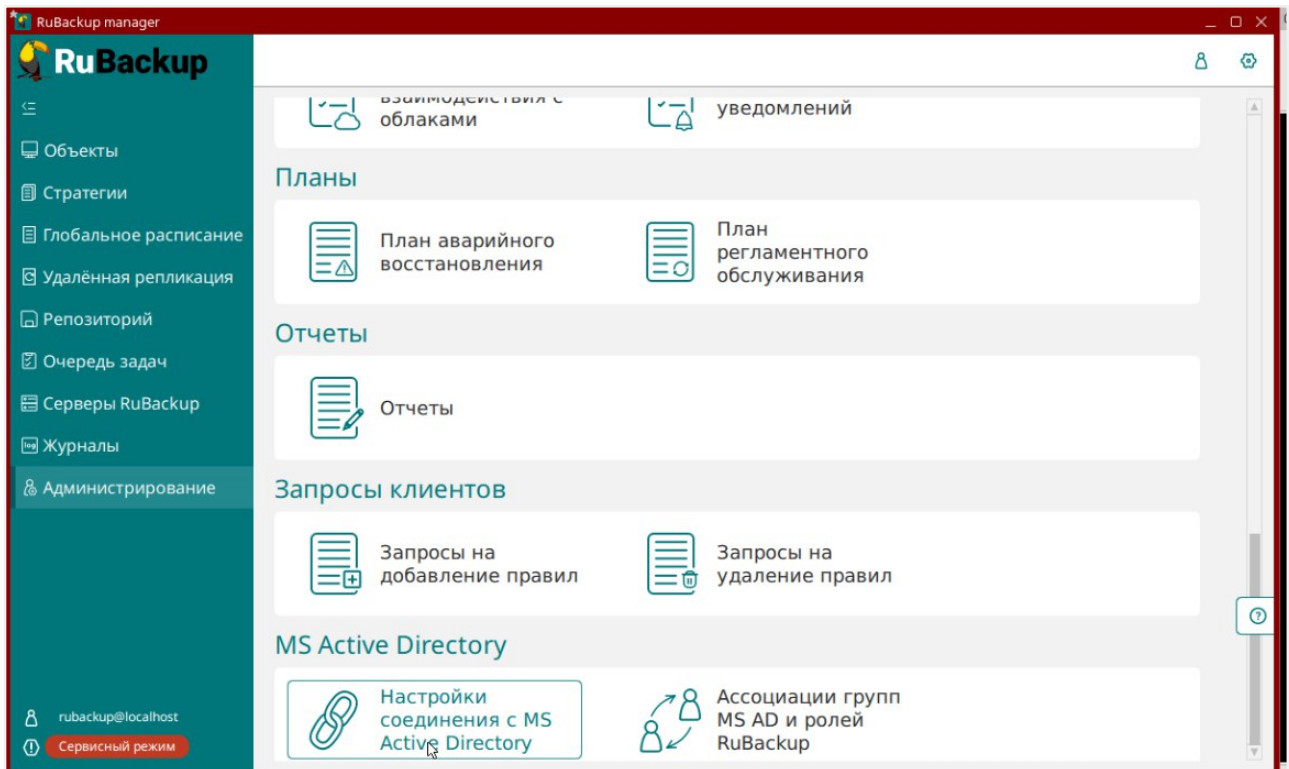 RuBackup manager
RuBackup
Объекты
Стратегии
Глобальное расписание
Удалённая репликация
Репозиторий
Очередь задач
Серверы RuBackup
log Журналы
Администрирование
rubackup@localhost
Сервисный режим
взаимодействия с
облаками
уведомлений
Планы
План аварийного
восстановления
План
регламентного
обслуживания
Отчеты
Отчеты
Запросы клиентов
Запросы на
добавление правил
Запросы на
удаление правил
MS Active Directory
Настройки
соединения с MS
Active Directory
Ассоциации групп
MS AD и ролей
RuBackup